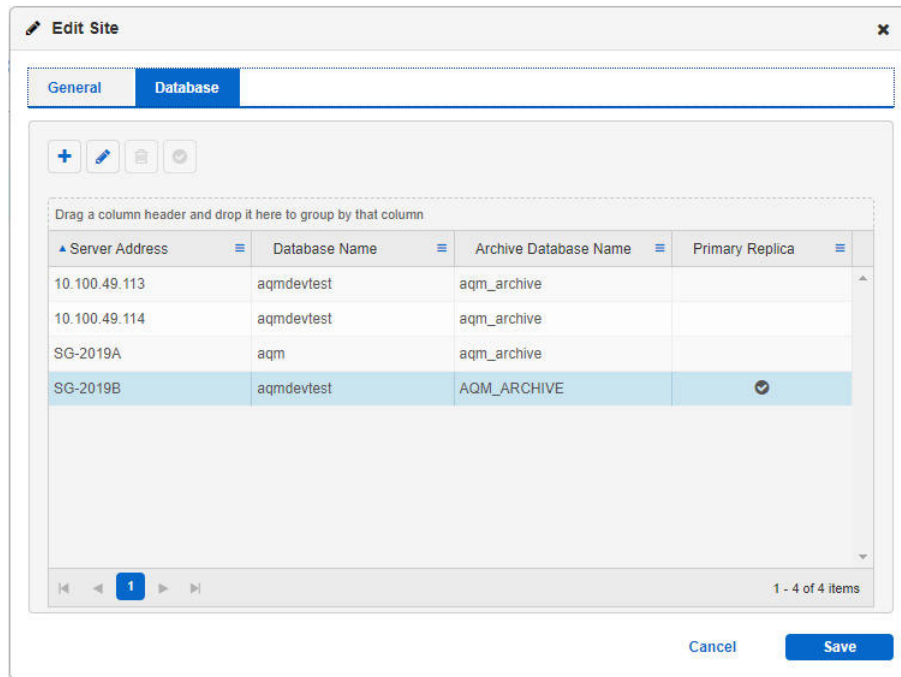 Edit Site
General Database
Drag a column header and drop it here to group by that column
Server Address Database Name Archive Database Name Primary Replica
10.100.49.113 aqmdevtest aqm_archive
10.100.49.114 aqmdevtest aqm_archive
SG-2019A aqm aqm_archive
SG-2019B aqmdevtest AQM_ARCHIVE
1 1 - 4 of 4 items
Cancel Save